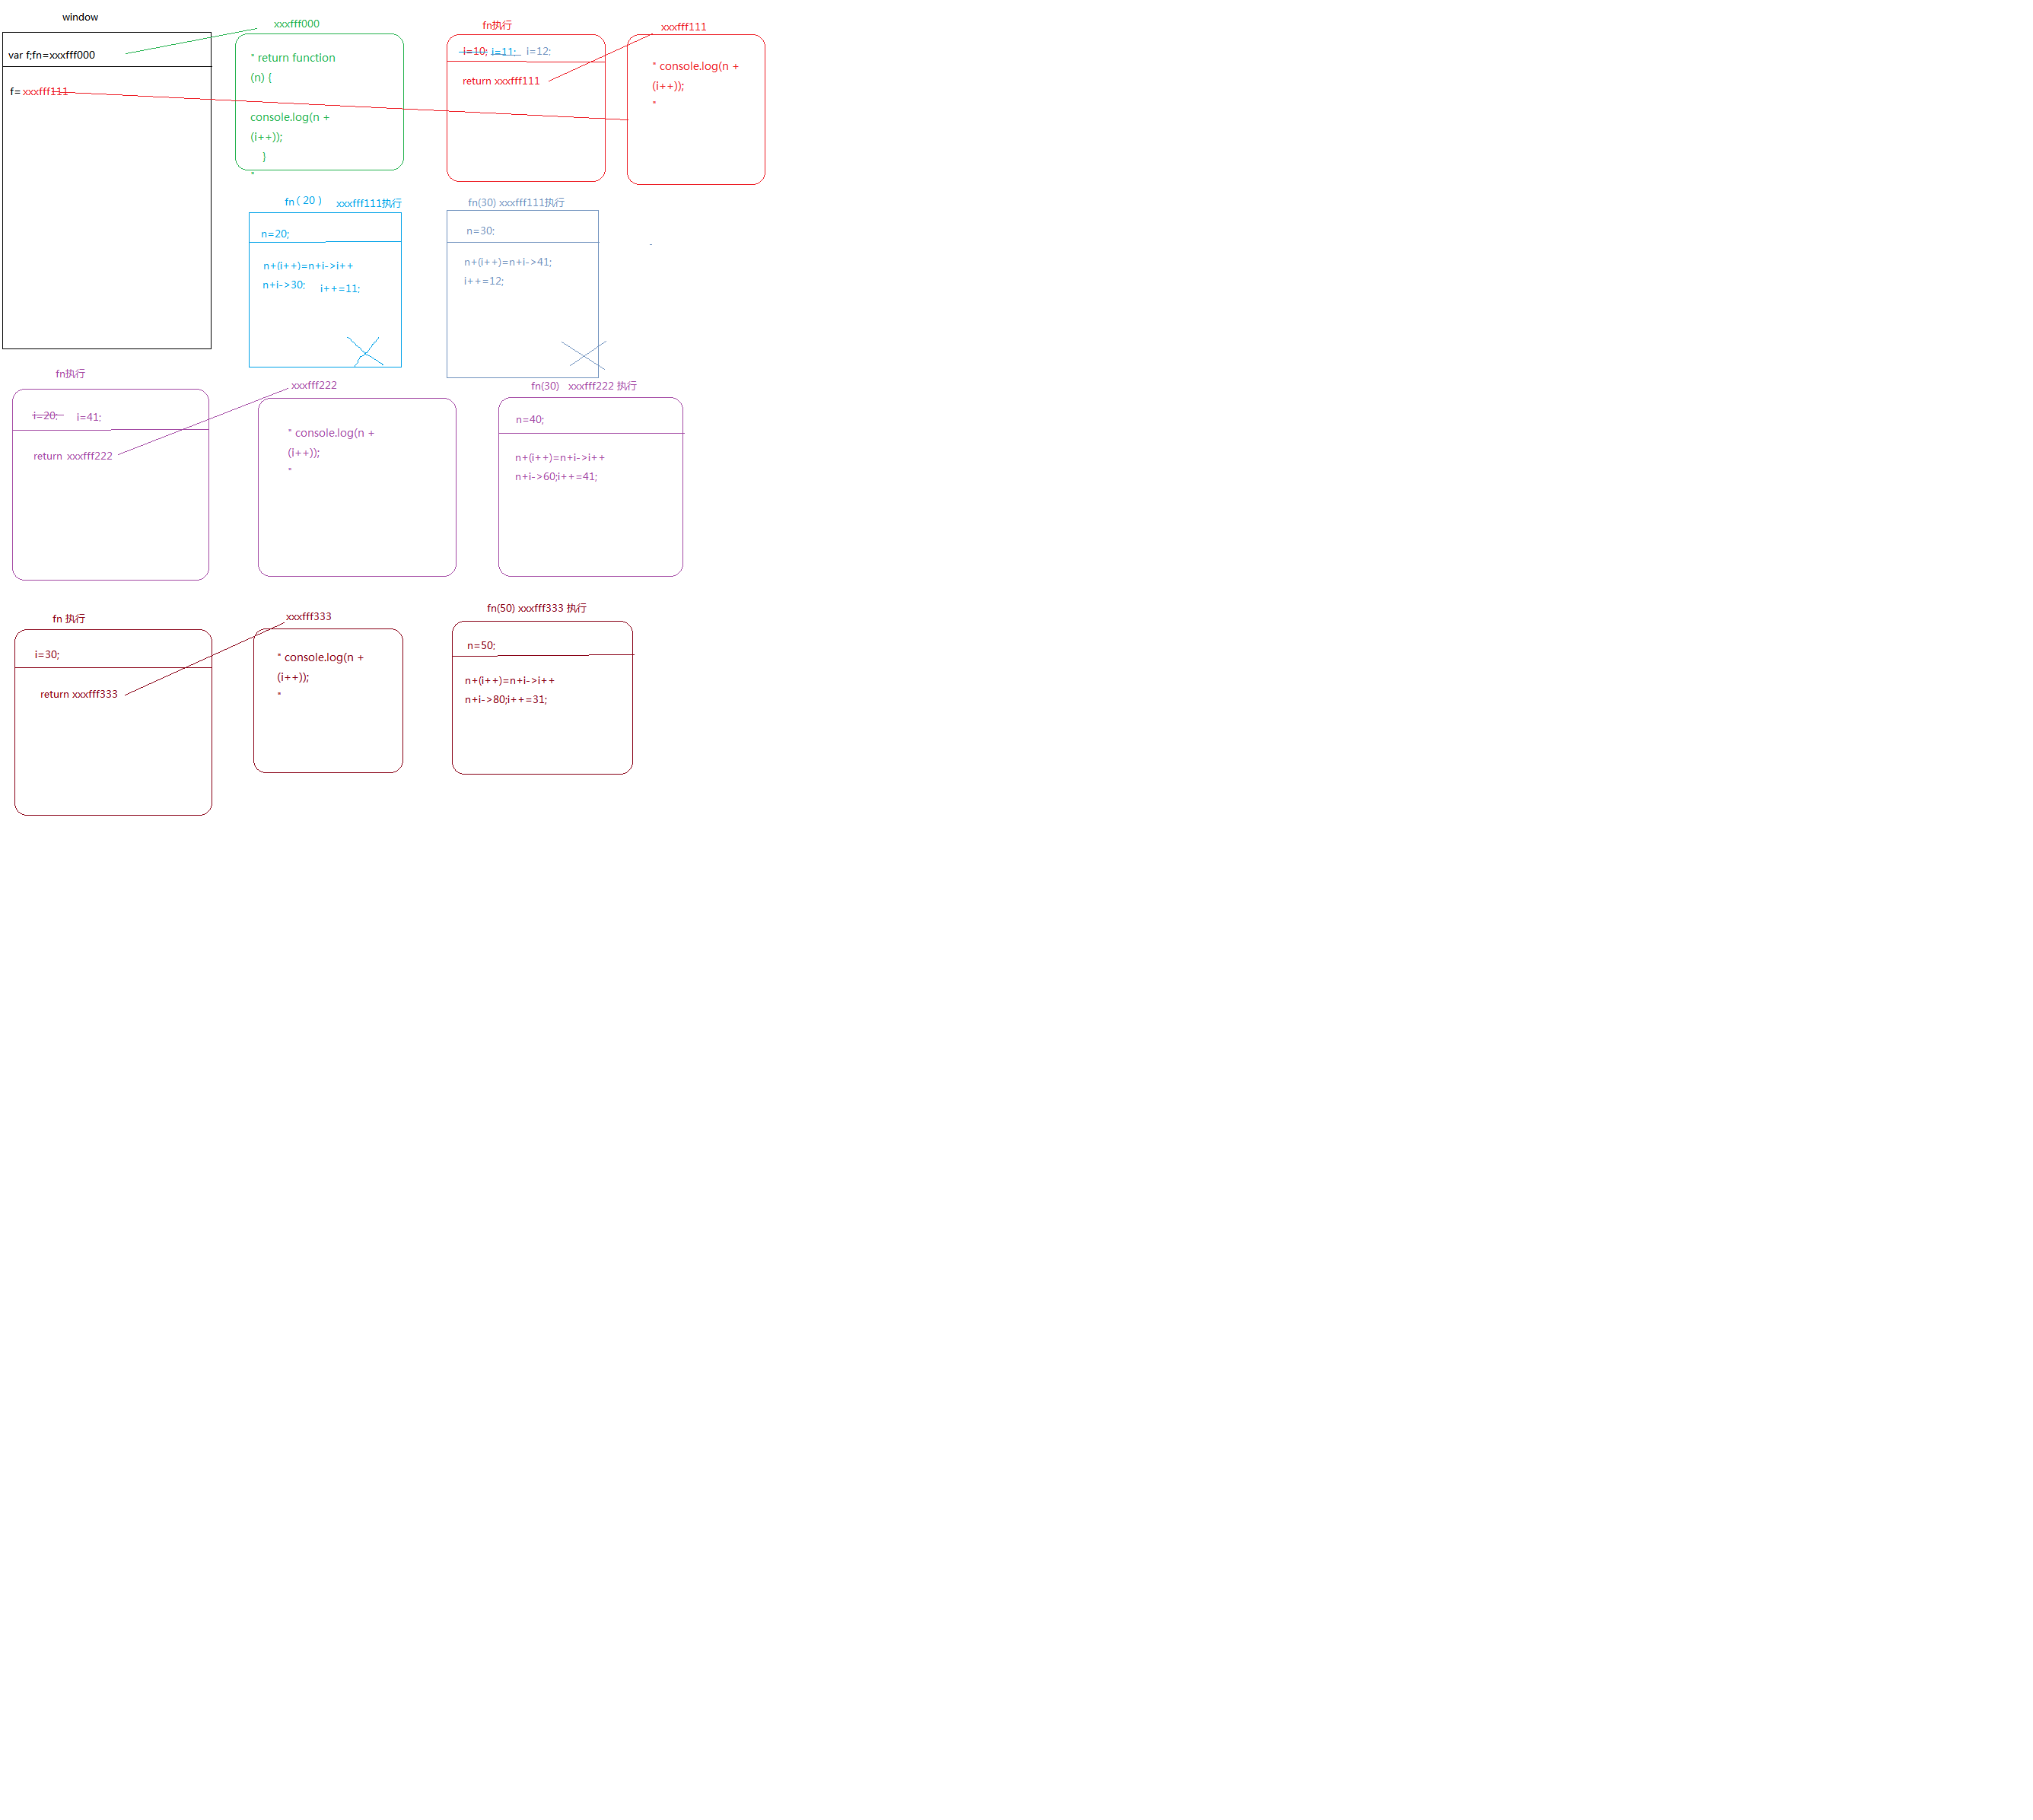 window
var f;fn=xxxfff000
f= xxxfff111
xxxfff000
" return function
(n) {
console.log(n +
(i++));
}
"
fn执行
i=10; i=11; i=12;
return xxxfff111
xxxfff111
" console.log(n +
(i++));
"
fn ( 20 ) xxxfff111执行
n=20;
n+(i++)=n+i->i++
n+i->30; i++=11;
fn(30) xxxfff111执行
n=30;
n+(i++)=n+i->41;
i++=12;
fn执行
i=20; i=41;
return xxxfff222
xxxfff222
" console.log(n +
(i++));
"
fn(30) xxxfff222 执行
n=40;
n+(i++)=n+i->i++
n+i->60;i++=41;
fn 执行
i=30;
return xxxfff333
xxxfff333
" console.log(n +
(i++));
"
fn(50) xxxfff333 执行
n=50;
n+(i++)=n+i->i++
n+i->80;i++=31;